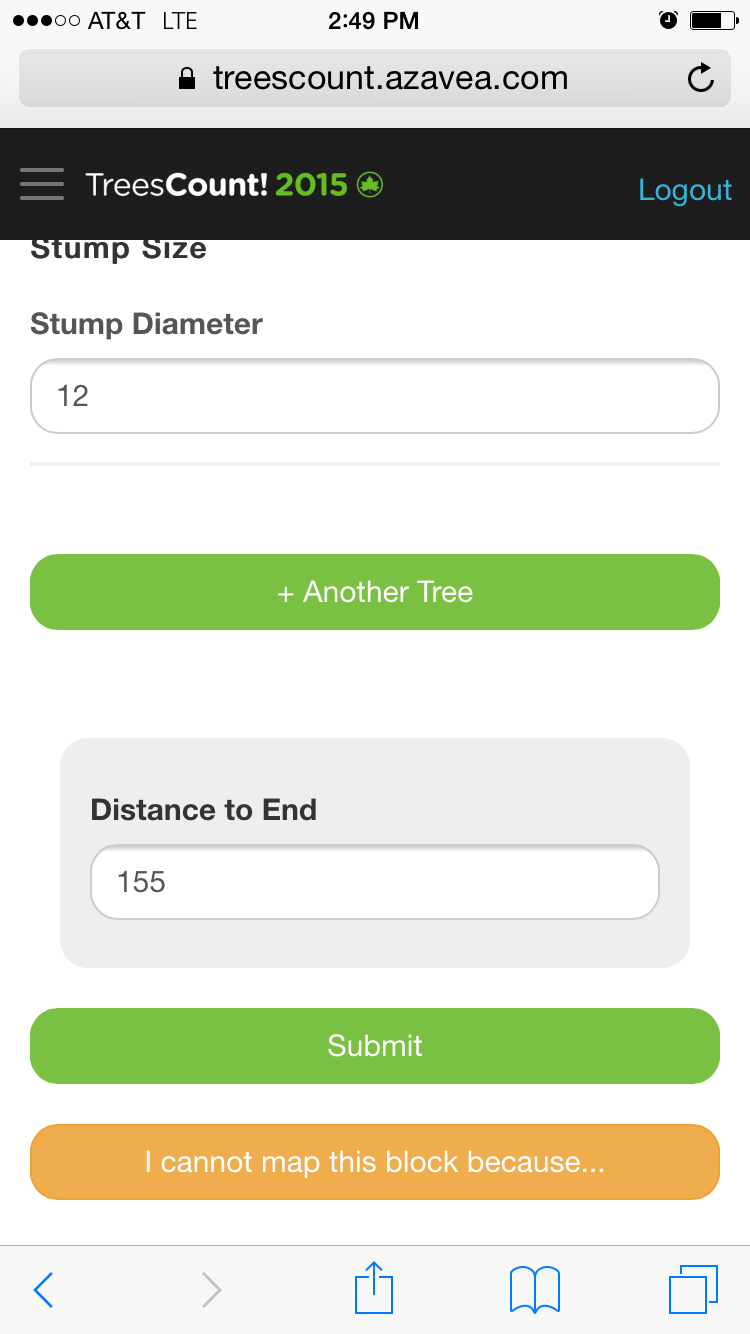 AT&T LTE 2:49 PM
treescount.azavea.com
TreesCount! 2015 Logout
Stump Size
Stump Diameter
12
+ Another Tree
Distance to End
155
Submit
I cannot map this block because...